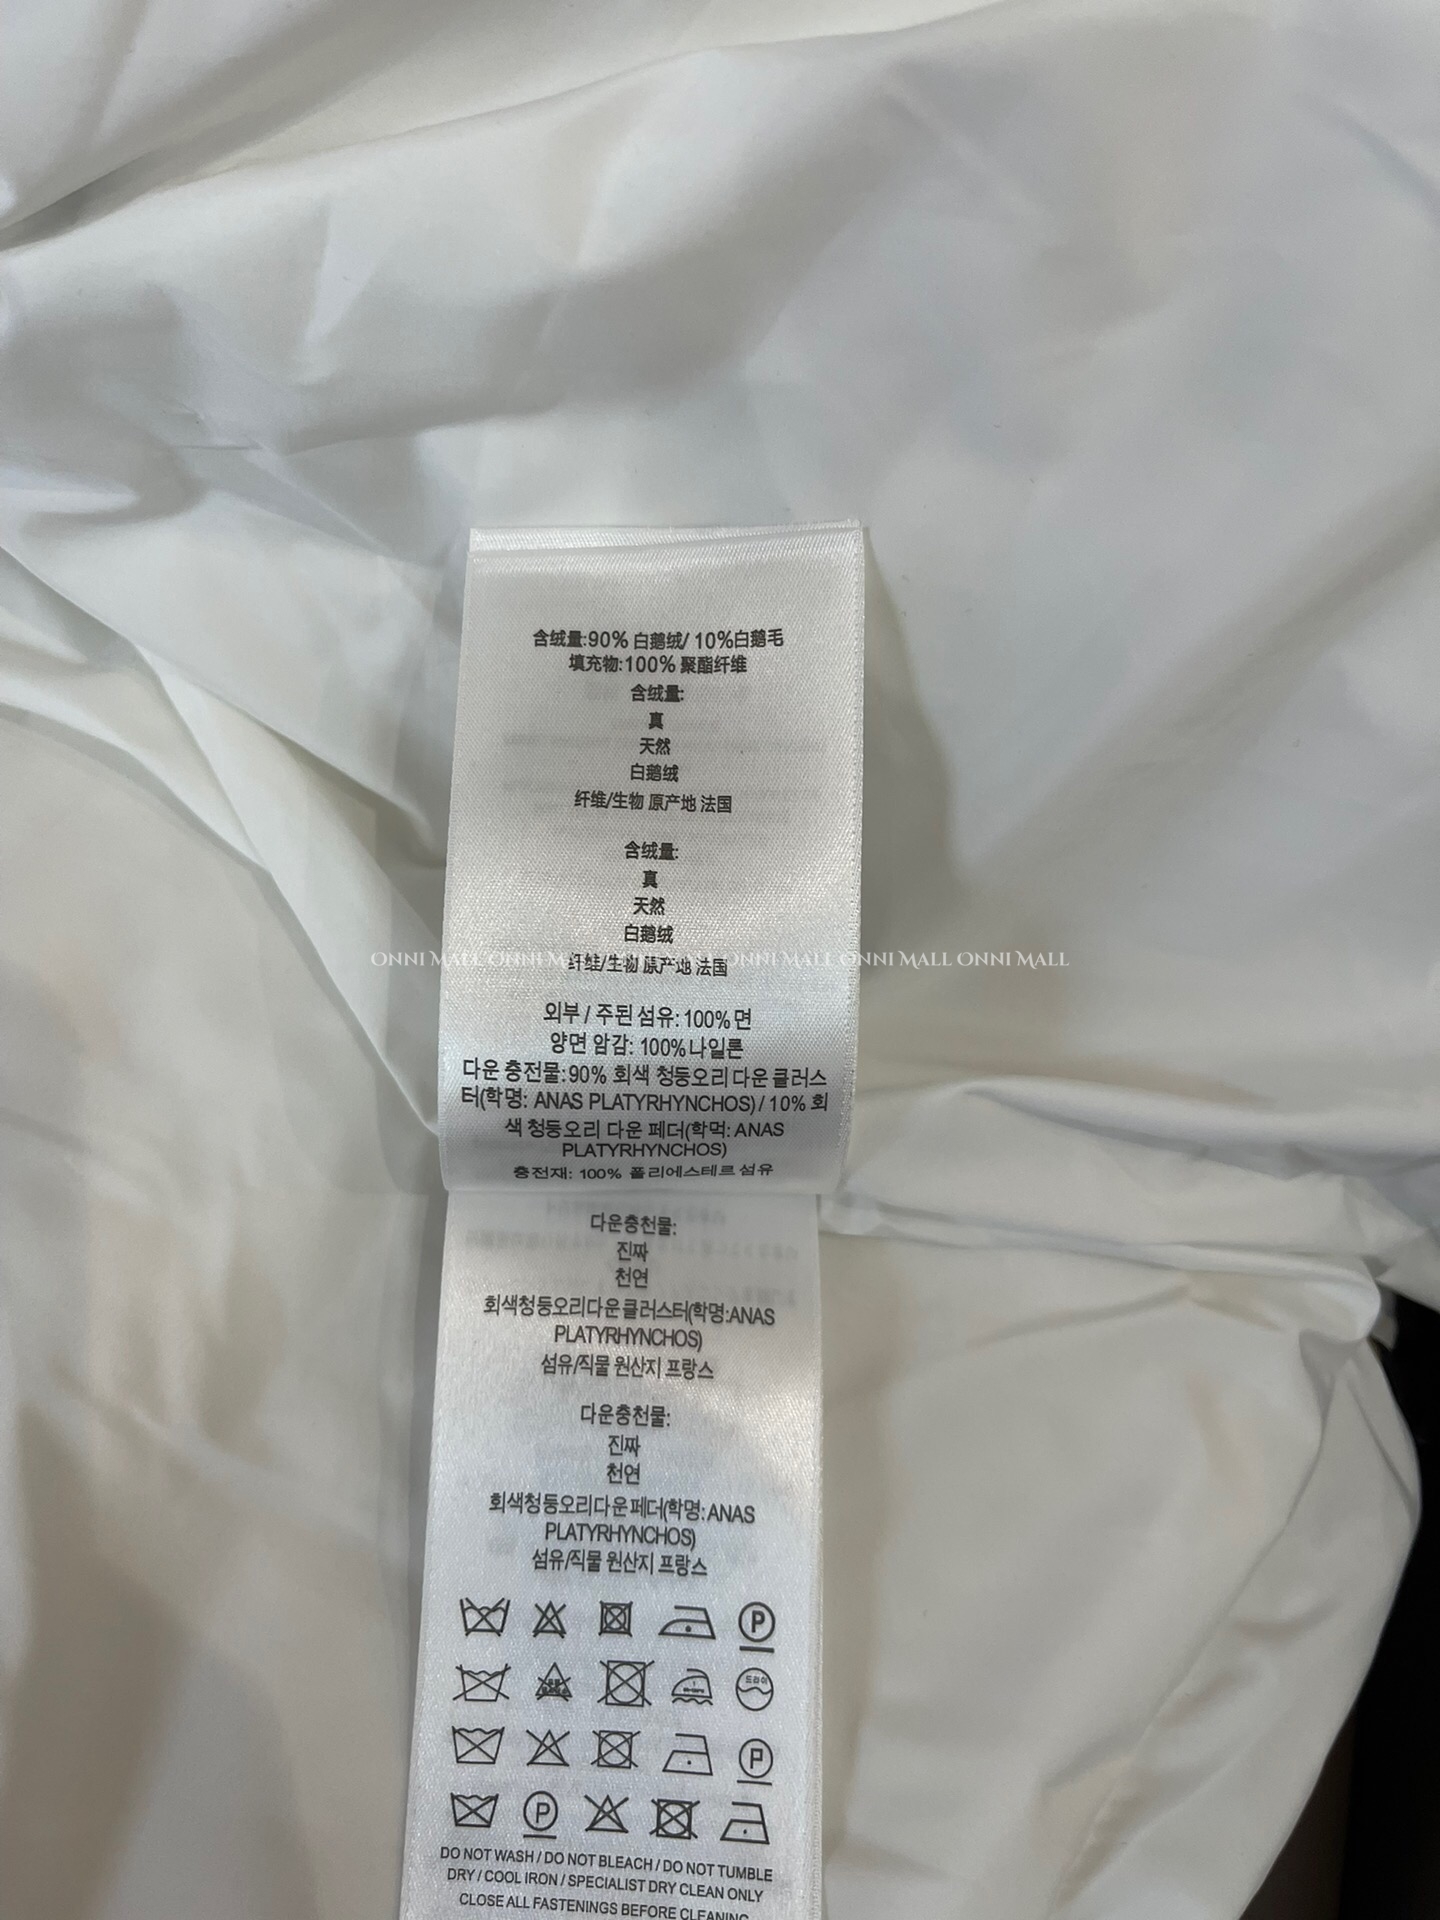 含绒量:90% 白鹅绒/ 10%白鹅毛
填充物:100% 聚酯纤维
含绒量:
真
天然
白鹅绒
纤维/生物 原产地 法国
含绒量:
真
天然
白鹅绒
ONNI MALL ONNI MALL ONNI MALL ONNI MALL ONNI MALL ONNI MALL
纤维/生物 原产地 法国
외부 / 주된 섬유: 100% 면
양면 암감: 100% 나일론
다운 충전물:90% 회색 청둥오리 다운 클러스
터(학명: ANAS PLATYRHYNCHOS) / 10% 회
색 청둥오리 다운 페더(학먹: ANAS
PLATYRHYNCHOS)
충전재: 100% 폴리에스테르 섬유
다운충천물:
진짜
천연
회색청둥오리다운클러스터(학명:ANAS
PLATYRHYNCHOS)
섬유/직물 원산지 프랑스
다운충천물:
진짜
천연
회색청둥오리다운페더(학명:ANAS
PLATYRHYNCHOS)
섬유/직물 원산지 프랑스
P
드라이
P
P
DO NOT WASH / DO NOT BLEACH / DO NOT TUMBLE
DRY / COOL IRON / SPECIALIST DRY CLEAN ONLY
CLOSE ALL FASTENINGS BEFORE CLEANING